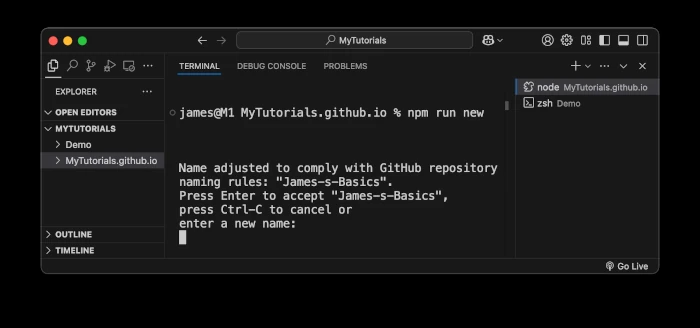 MyTutorials
TERMINAL
DEBUG CONSOLE
PROBLEMS
EXPLORER
OPEN EDITORS
MYTUTORIALS
Demo
MyTutorials.github.io
OUTLINE
TIMELINE
james@M1 MyTutorials.github.io % npm run new
Name adjusted to comply with GitHub repository
naming rules: "James-s-Basics".
Press Enter to accept "James-s-Basics",
press Ctrl-C to cancel or
enter a new name:
node MyTutorials.github.io
zsh Demo
Go Live